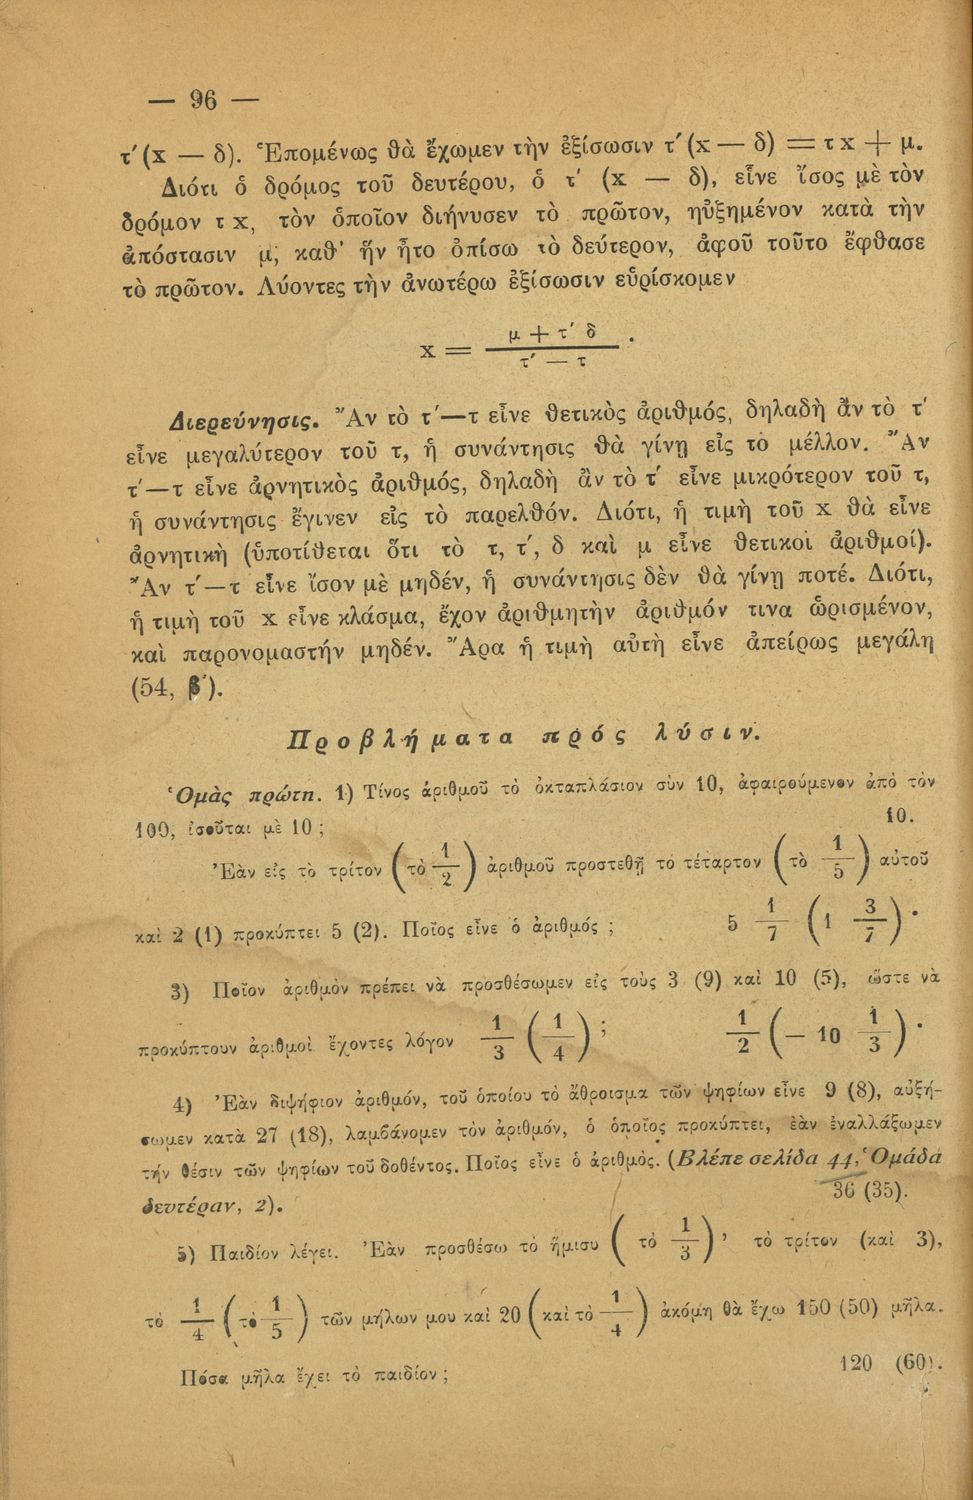 — 96 —
τ′(x — δ). Ἑπομένως θὰ ἔχωμεν τὴν ἐξίσωσιν τ′(x — δ) = τ x + μ.
Διότι ὁ δρόμος τοῦ δευτέρου, ὁ τ′ (x — δ), εἶνε ἴσος μὲ τὸν
δρόμον τ x, τὸν ὁποῖον διήνυσεν τὸ πρῶτον, ηὐξημένον κατὰ τὴν
ἀπόστασιν μ, καθ’ ἣν ἦτο ὀπίσω τὸ δεύτερον, ἀφοῦ τοῦτο ἔφθασε
τὸ πρῶτον. Λύοντες τὴν ἀνωτέρω ἐξίσωσιν εὑρίσκομεν
x = (μ + τ′ δ) / (τ′ — τ) .
Διερεύνησις. Ἂν τὸ τ′—τ εἶνε θετικὸς ἀριθμός, δηλαδὴ ἂν τὸ τ′
εἶνε μεγαλύτερον τοῦ τ, ἡ συνάντησις θὰ γίνῃ εἰς τὸ μέλλον. Ἂν
τ′—τ εἶνε ἀρνητικὸς ἀριθμός, δηλαδὴ ἂν τὸ τ′ εἶνε μικρότερον τοῦ τ,
ἡ συνάντησις ἔγινεν εἰς τὸ παρελθόν. Διότι, ἡ τιμὴ τοῦ x θὰ εἶνε
ἀρνητικὴ (ὑποτίθεται ὅτι τὸ τ, τ′, δ καὶ μ εἶνε θετικοὶ ἀριθμοί).
Ἂν τ′—τ εἶνε ἴσον μὲ μηδέν, ἡ συνάντησις δὲν θὰ γίνῃ ποτέ. Διότι,
ἡ τιμὴ τοῦ x εἶνε κλάσμα, ἔχον ἀριθμητὴν ἀριθμόν τινα ὡρισμένον,
καὶ παρονομαστήν μηδέν. Ἄρα ἡ τιμὴ αὐτὴ εἶνε ἀπείρως μεγάλη
(54, β′).
Προβλήματα πρός λύσιν.
Ὁμὰς πρώτη. 1) Τίνος ἀριθμοῦ τὸ ὀκταπλάσιον σὺν 10, ἀφαιρούμενον ἀπὸ τὸν
100, ἰσοῦται μὲ 10 ; 10.
Ἐὰν εἰς τὸ τρίτον (τὸ 1/2) ἀριθμοῦ προστεθῇ τὸ τέταρτον (τὸ 1/5) αὐτοῦ
καὶ 2 (1) προκύπτει 5 (2). Ποῖος εἶνε ὁ ἀριθμός ; 5 1/7 (1 3/7).
3) Ποῖον ἀριθμὸν πρέπει νὰ προσθέσωμεν εἰς τοὺς 3 (9) καὶ 10 (5), ὥστε νὰ
προκύπτουν ἀριθμοὶ ἔχοντες λόγον 1/3 (1/4) ; 1/2 (— 10 1/3).
4) Ἐὰν διψήφιον ἀριθμόν, τοῦ ὁποίου τὸ ἄθροισμα τῶν ψηφίων εἶνε 9 (8), αὐξή-
σωμεν κατὰ 27 (18), λαμβάνομεν τὸν ἀριθμόν, ὁ ὁποῖος προκύπτει, ἐὰν ἐναλλάξωμεν
τὴν θέσιν τῶν ψηφίων τοῦ δοθέντος. Ποῖος εἶνε ὁ ἀριθμὸς. (Βλέπε σελίδα 44, Ὁμάδα
δευτέραν, 2). 36 (35).
5) Παιδίον λέγει. Ἐὰν προσθέσω τὸ ἥμισυ (τὸ 1/3), τὸ τρίτον (καὶ 3),
τὸ 1/4 (τὸ 1/5) τῶν μήλων μου καὶ 20 (καὶ τὸ 1/4) ἀκόμη θὰ ἔχω 150 (50) μῆλα.
Πόσα μῆλα ἔχει τὸ παιδίον ; 120 (60).